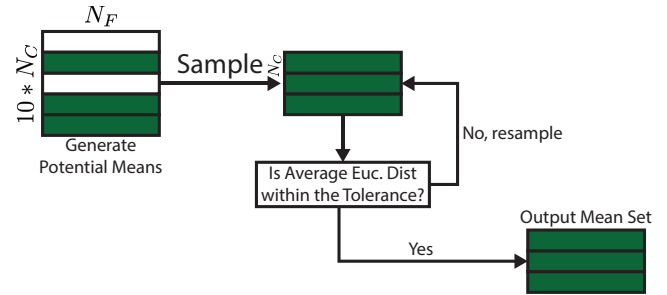 N_F
10 * N_C
Generate
Potential Means
Sample
N_C
No, resample
Is Average Euc. Dist
within the Tolerance?
Yes
Output Mean Set